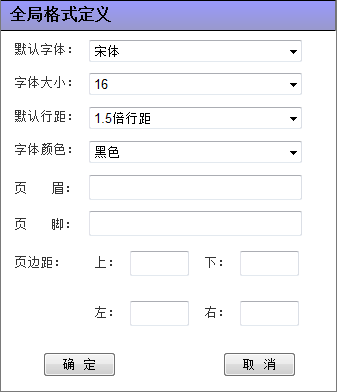 全局格式定义
默认字体： 宋体
字体大小： 16
默认行距： 1.5倍行距
字体颜色： 黑色
页 眉：
页 脚：
页边距： 上： 下：
左： 右：
确 定 取 消